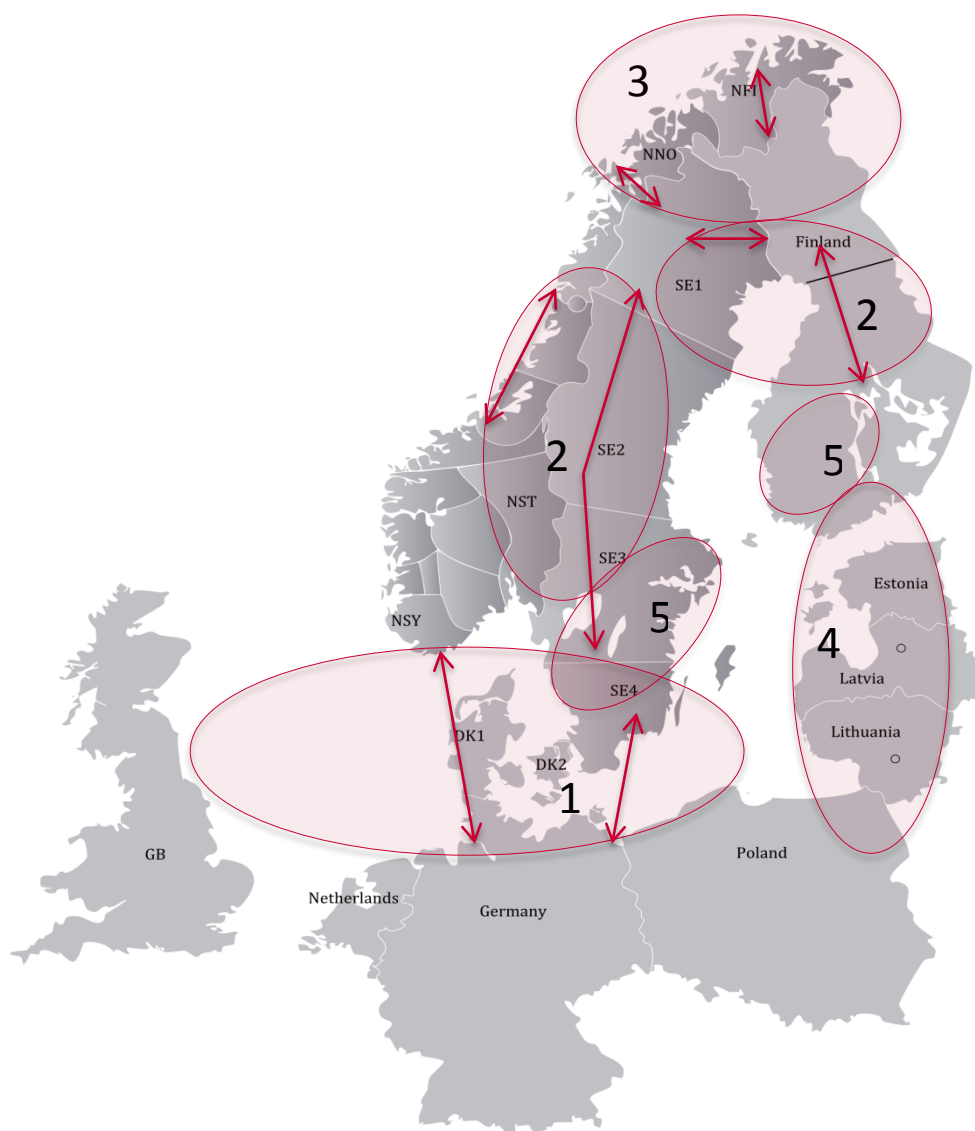 3
NFI
NNO
Finland
SE1
2
2
SE2
5
NST
SE3
Estonia
5
NSY
4
Latvia
SE4
Lithuania
DK1
DK2
1
GB
Poland
Netherlands
Germany